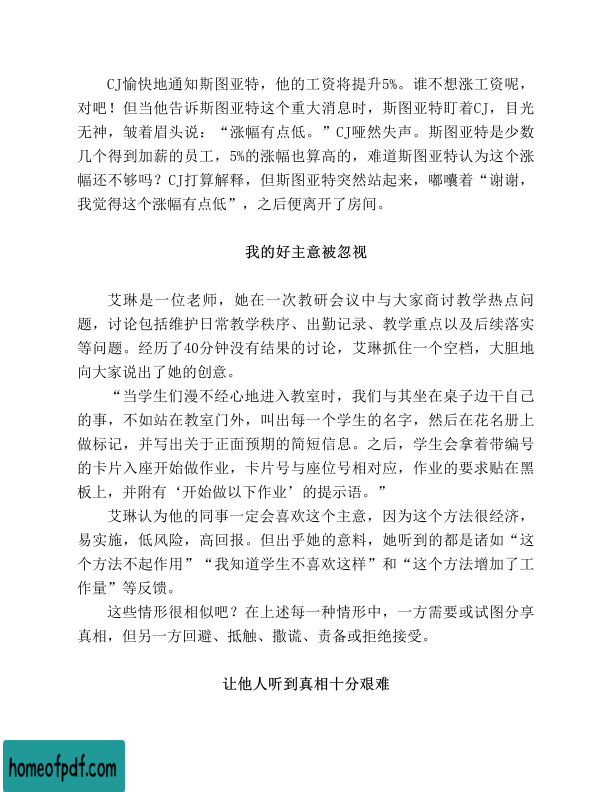 CJ愉快地通知斯图亚特，他的工资将提升5%。谁不想涨工资呢，
对吧！但当他告诉斯图亚特这个重大消息时，斯图亚特盯着CJ，目光
无神，皱着眉头说：“涨幅有点低。”CJ哑然失声。斯图亚特是少数
几个得到加薪的员工，5%的涨幅也算高的，难道斯图亚特认为这个涨
幅还不够吗？CJ打算解释，但斯图亚特突然站起来，嘟囔着“谢谢，
我觉得这个涨幅有点低”，之后便离开了房间。
我的好主意被忽视
艾琳是一位老师，她在一次教研会议中与大家商讨教学热点问
题，讨论包括维护日常教学秩序、出勤记录、教学重点以及后续落实
等问题。经历了40分钟没有结果的讨论，艾琳抓住一个空档，大胆地
向大家说出了她的创意。
“当学生们漫不经心地进入教室时，我们与其坐在桌子边干自己
的事，不如站在教室门外，叫出每一个学生的名字，然后在花名册上
做标记，并写出关于正面预期的简短信息。之后，学生会拿着带编号
的卡片入座开始做作业，卡片号与座位号相对应，作业的要求贴在黑
板上，并附有‘开始做以下作业’的提示语。”
艾琳认为他的同事一定会喜欢这个主意，因为这个方法很经济，
易实施，低风险，高回报。但出乎她的意料，她听到的都是诸如“这
个方法不起作用”“我知道学生不喜欢这样”和“这个方法增加了工
作量”等反馈。
这些情形很相似吧？在上述每一种情形中，一方需要或试图分享
真相，但另一方回避、抵触、撒谎、责备或拒绝接受。
让他人听到真相十分艰难
homeofpdf.com